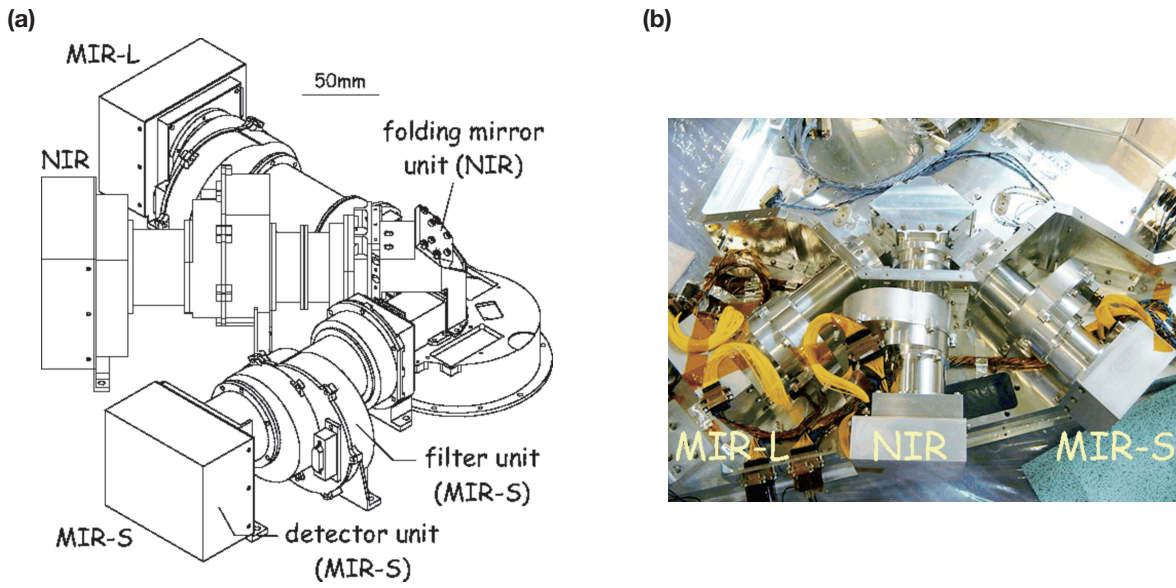 (a)
(b)
MIR-L
50mm
folding mirror
unit (NIR)
NIR
filter unit
(MIR-S)
MIR-S
detector unit
(MIR-S)
MIR-L
NIR
MIR-S